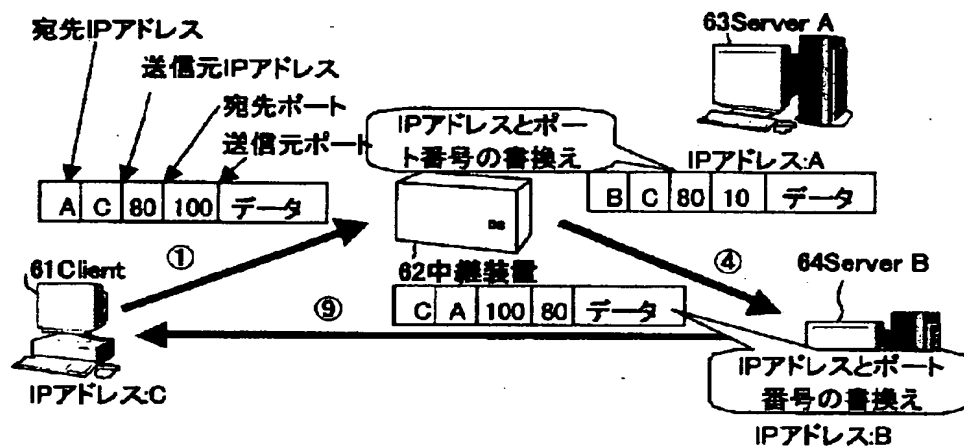 宛先IPアドレス
送信元IPアドレス
宛先ポート
送信元ポート
A C 80 100 データ
①
61Client
IPアドレス:C
IPアドレスとポー
ト番号の書換え
62中継装置
63Server A
IPアドレス:A
B C 80 10 データ
④
64Server B
⑨
C A 100 80 データ
IPアドレスとポート
番号の書換え
IPアドレス:B